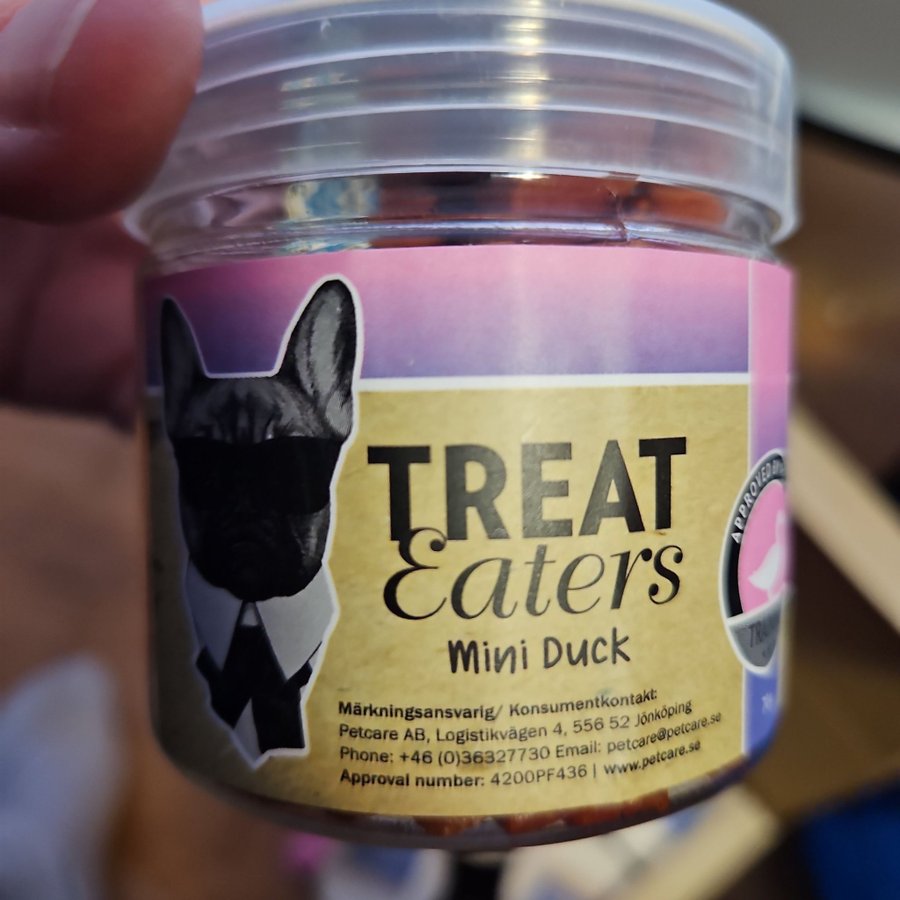 TREAT
Eaters
Mini Duck
Märkningsansvarig/ Konsumentkontakt:
Petcare AB, Logistikvägen 4, 556 52 Jönköping
Phone: +46 (0)36327730 Email: petcare@petcare.se
Approval number: 4200PF436 | www.petcare.se
APPROVED